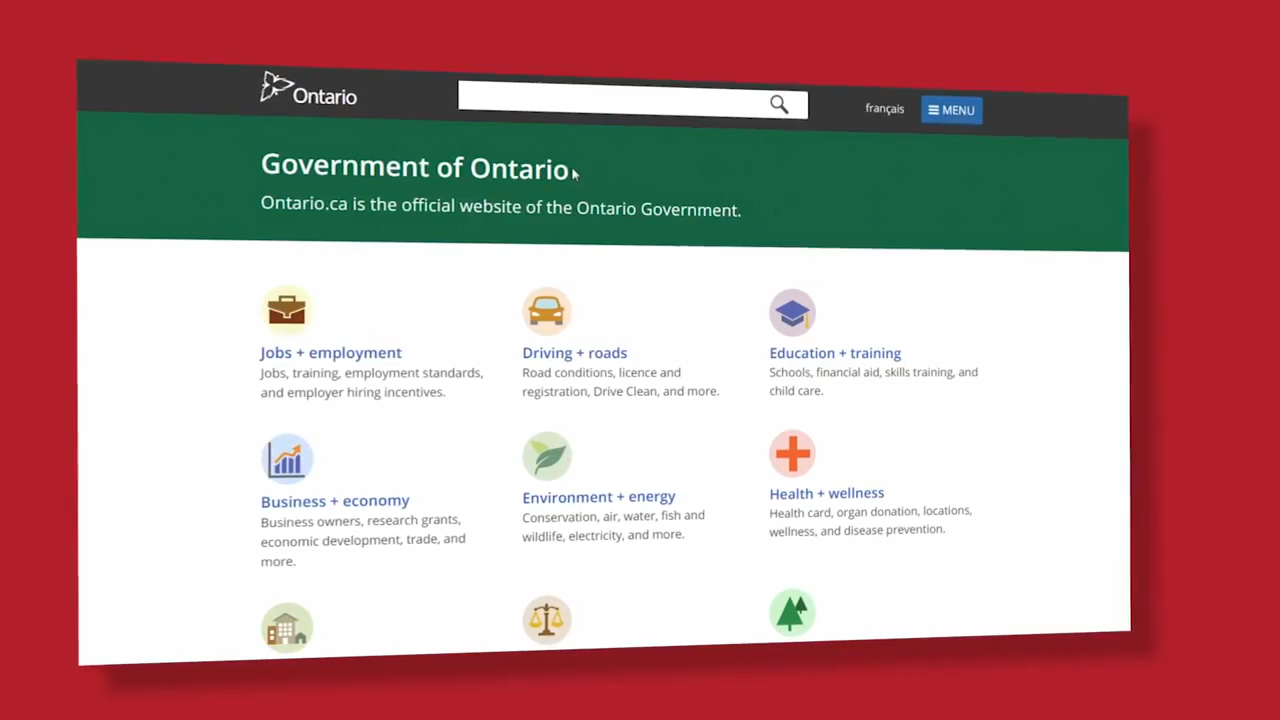 Ontario
français
MENU
Government of Ontario
Ontario.ca is the official website of the Ontario Government.
Jobs + employment
Jobs, training, employment standards,
and employer hiring incentives.
Driving + roads
Road conditions, licence and
registration, Drive Clean, and more.
Education + training
Schools, financial aid, skills training, and
child care.
Business + economy
Business owners, research grants,
economic development, trade, and
more.
Environment + energy
Conservation, air, water, fish and
wildlife, electricity, and more.
Health + wellness
Health card, organ donation, locations,
wellness, and disease prevention.